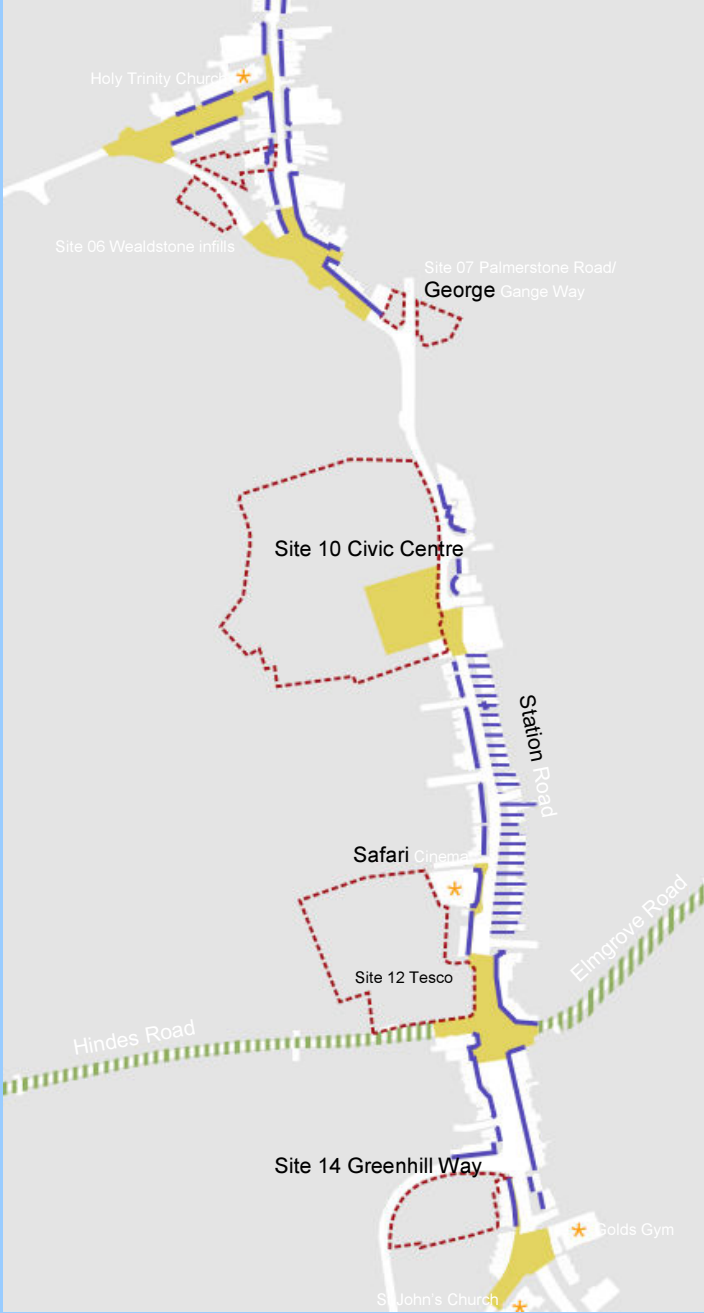 Holy Trinity Church
Site 06 Wealdstone infills
Site 07 Palmerstone Road/
George Gange Way
Site 10 Civic Centre
Station Road
Safari Cinema
Site 12 Tesco
Elmgrove Road
Hindes Road
Site 14 Greenhill Way
Golds Gym
St John's Church